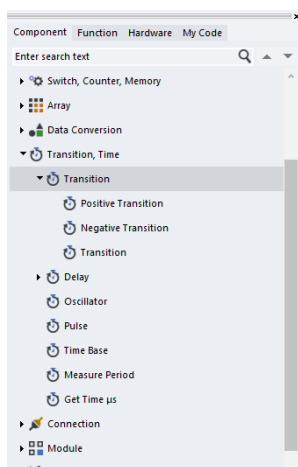 Component Function Hardware My Code
Enter search text
Switch, Counter, Memory
Array
Data Conversion
Transition, Time
Transition
Positive Transition
Negative Transition
Transition
Delay
Oscillator
Pulse
Time Base
Measure Period
Get Time µs
Connection
Module